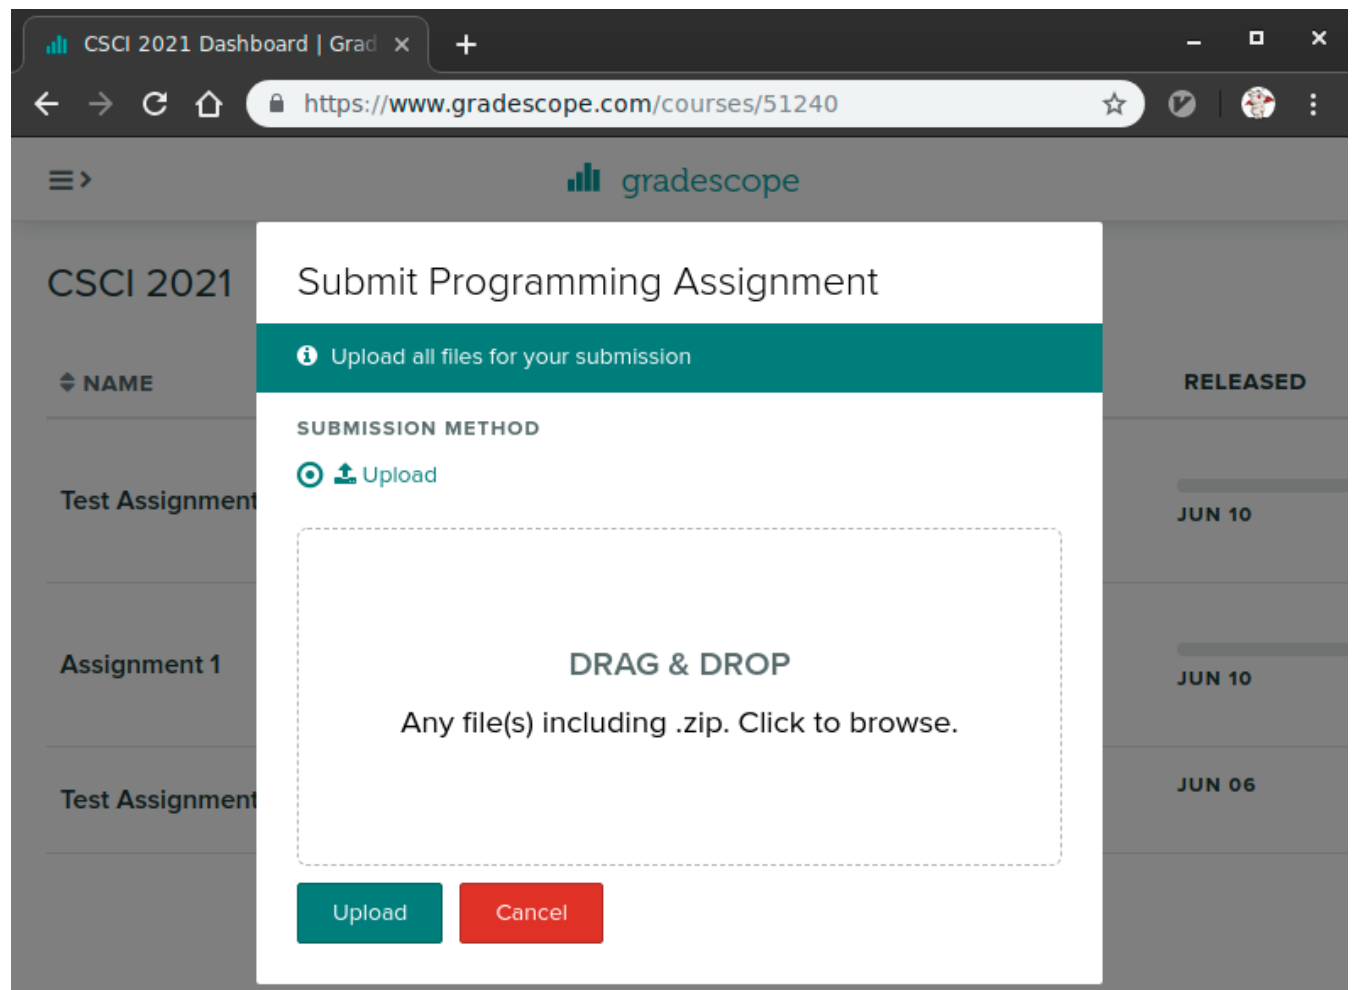 CSCI 2021 Dashboard | Grad
https://www.gradescope.com/courses/51240
gradescope
CSCI 2021
Submit Programming Assignment
Upload all files for your submission
NAME
RELEASED
SUBMISSION METHOD
Upload
Test Assignment
JUN 10
DRAG & DROP
Assignment 1
JUN 10
Any file(s) including .zip. Click to browse.
Test Assignment
JUN 06
Upload
Cancel